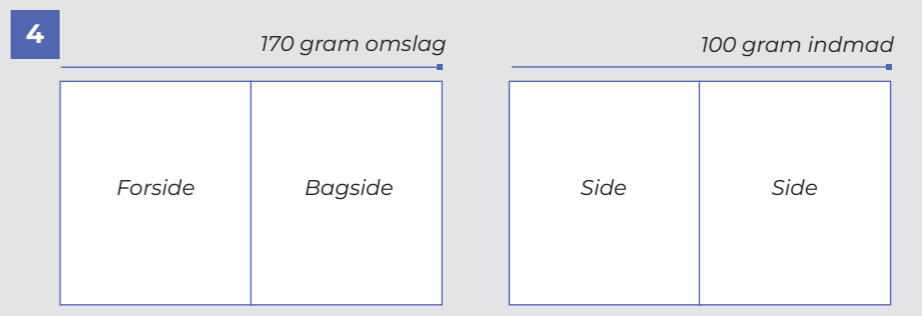 4
170 gram omslag
100 gram indmad
Forside
Bagside
Side
Side